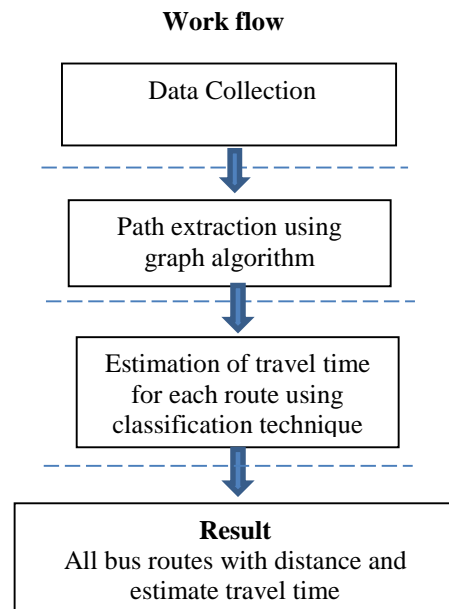 Work flow
Data Collection
Path extraction using
graph algorithm
Estimation of travel time
for each route using
classification technique
Result
All bus routes with distance and
estimate travel time